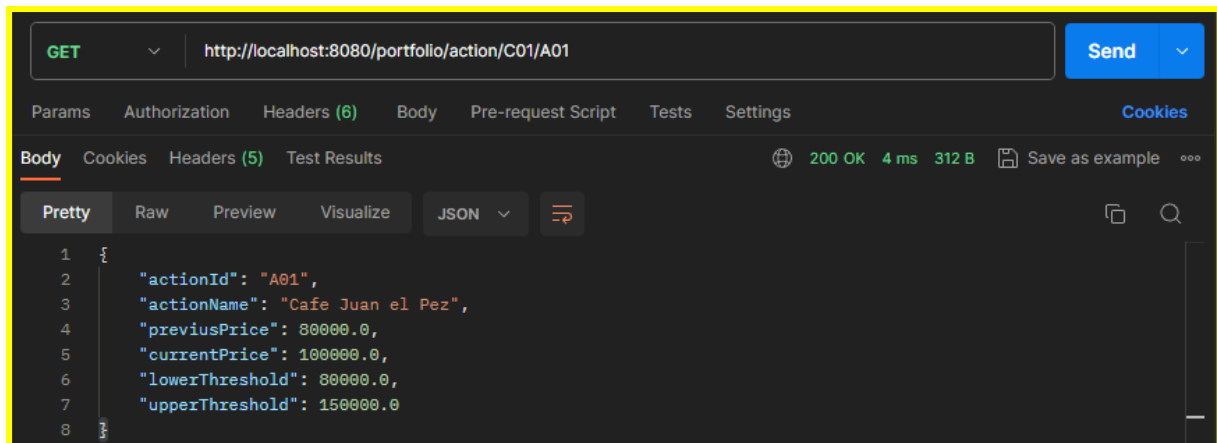 GET http://localhost:8080/portfolio/action/C01/A01 Send
Params Authorization Headers (6) Body Pre-request Script Tests Settings Cookies
Body Cookies Headers (5) Test Results 200 OK 4 ms 312 B Save as example
Pretty Raw Preview Visualize JSON
1 {
2 "actionId": "A01",
3 "actionName": "Cafe Juan el Pez",
4 "previusPrice": 80000.0,
5 "currentPrice": 100000.0,
6 "lowerThreshold": 80000.0,
7 "upperThreshold": 150000.0
8 }